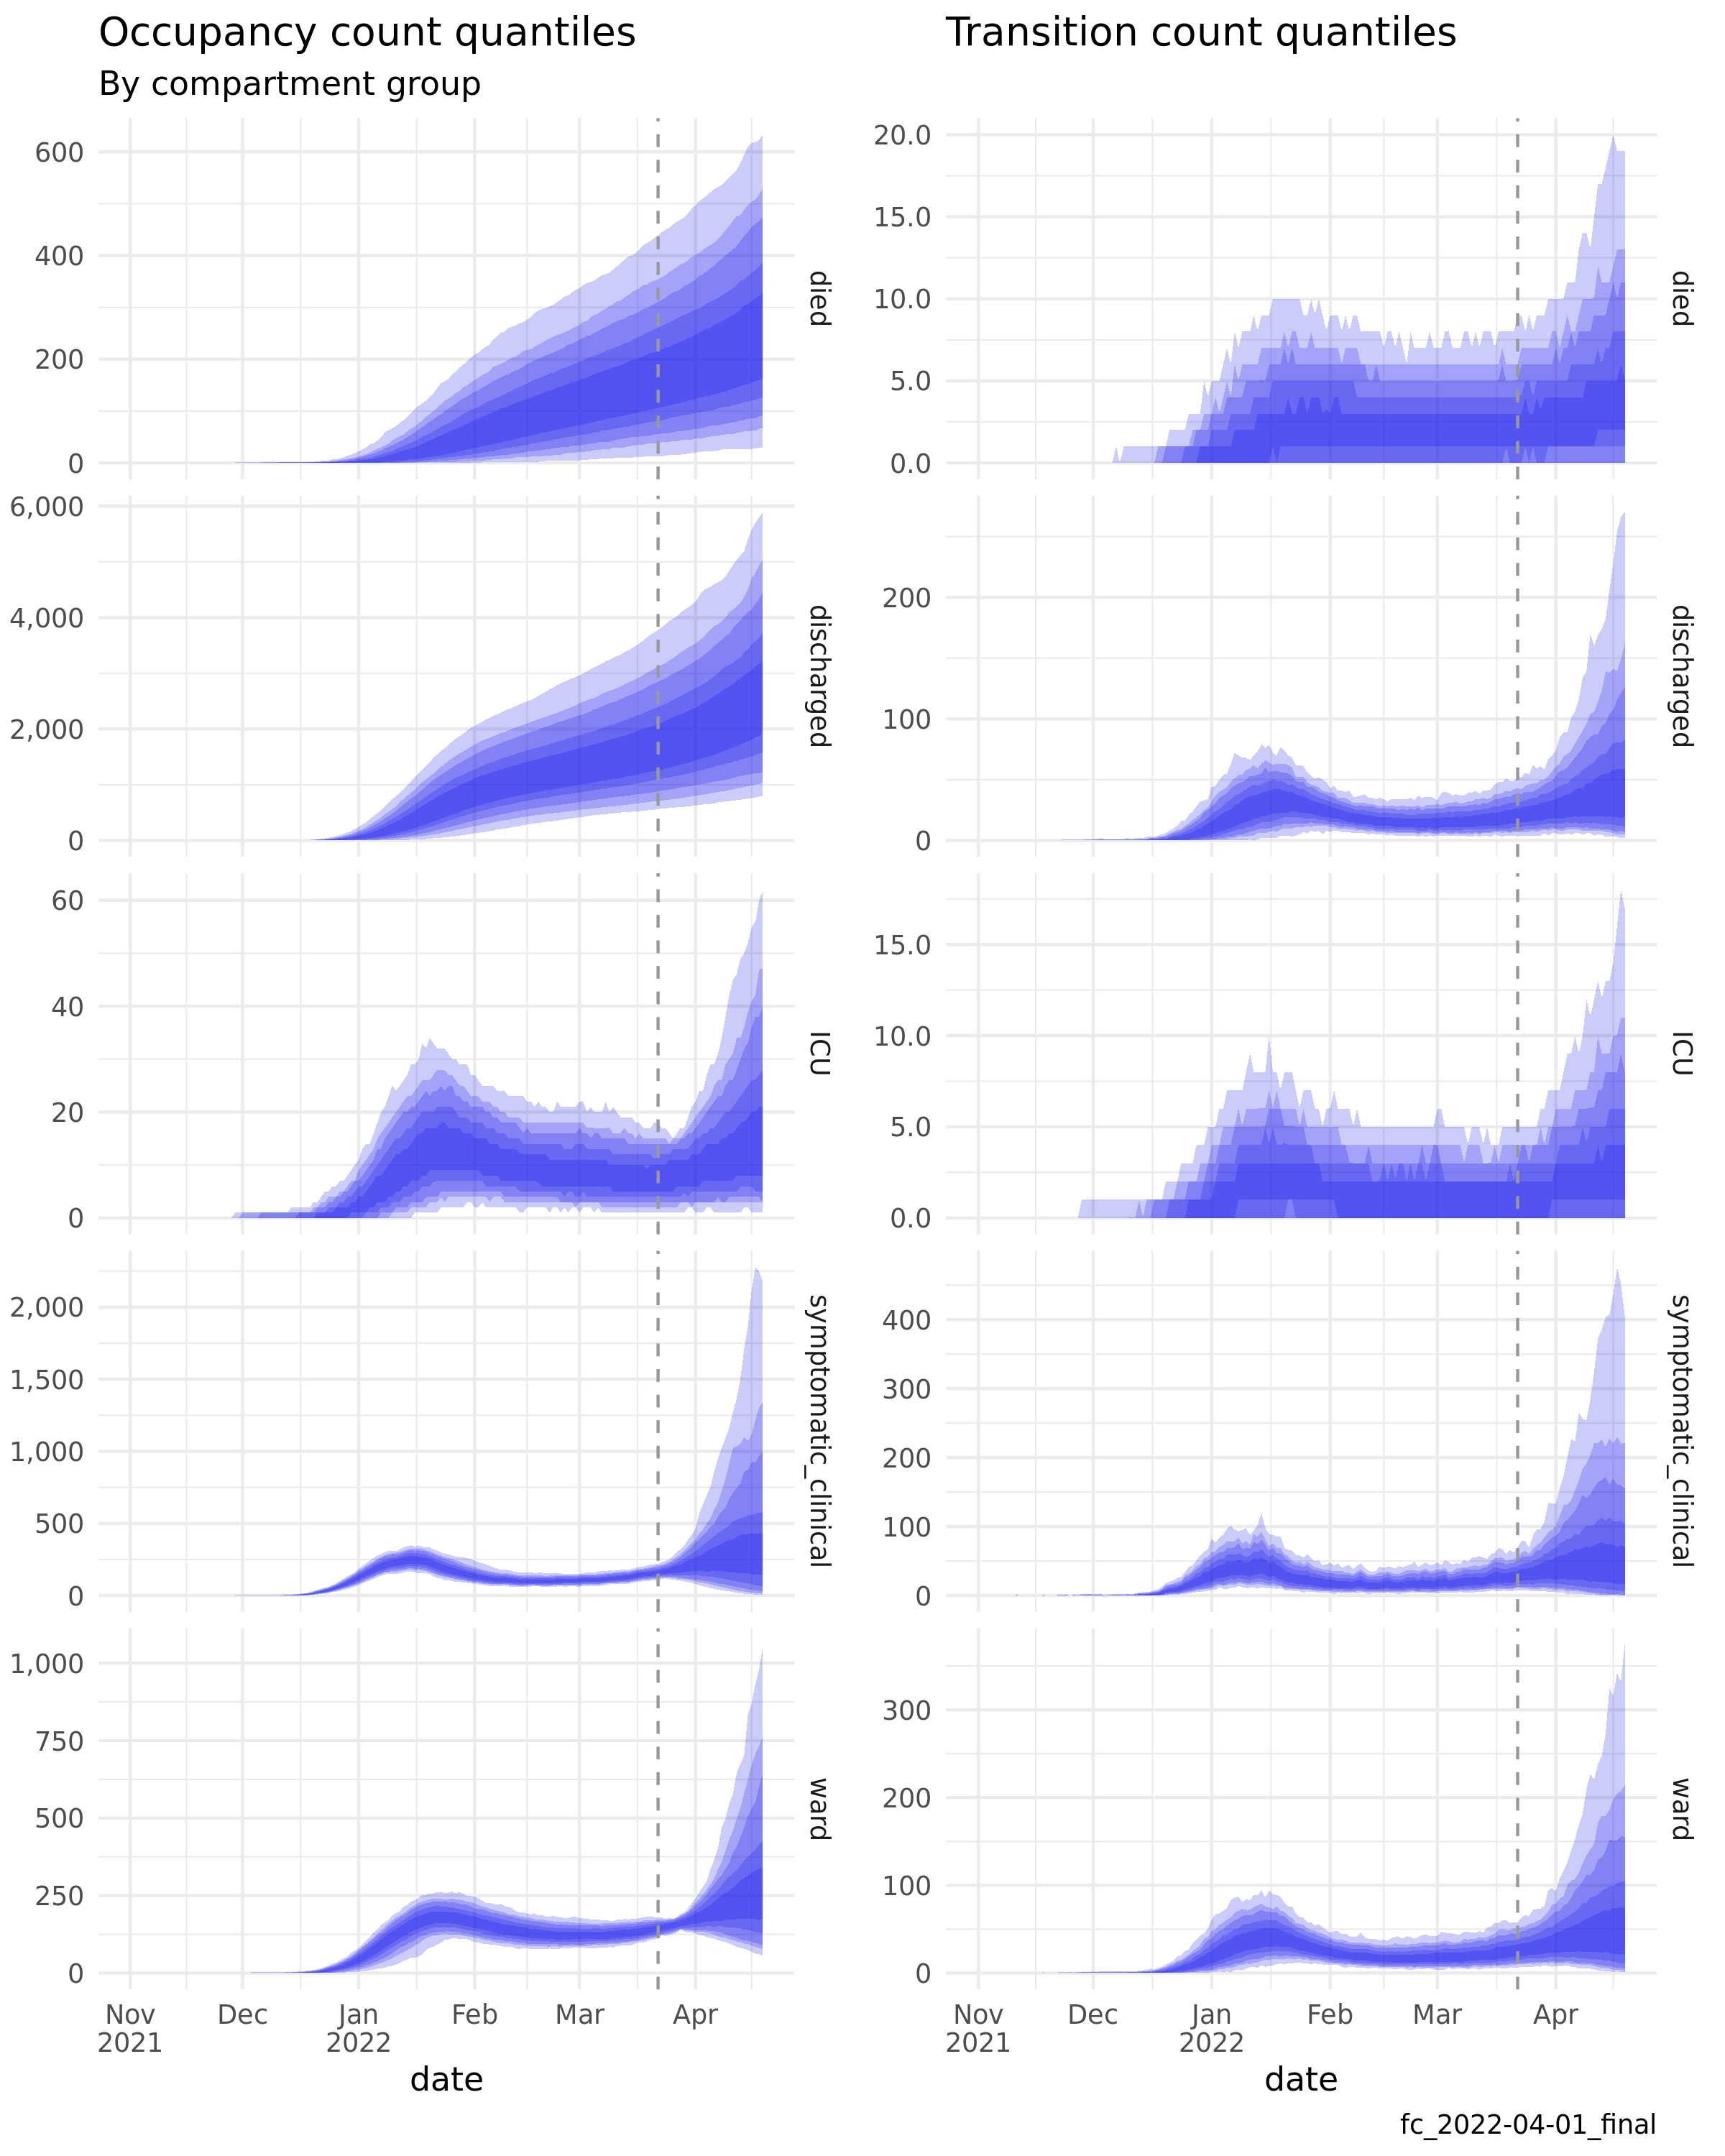 Occupancy count quantiles
By compartment group
600
400
200
0
died
6,000
4,000
2,000
0
discharged
60
40
20
0
ICU
2,000
1,500
1,000
500
0
symptomatic_clinical
1,000
750
500
250
0
ward
Nov Dec Jan Feb Mar Apr
2021 2022
date
Transition count quantiles
20.0
15.0
10.0
5.0
0.0
died
200
100
0
discharged
15.0
10.0
5.0
0.0
ICU
400
300
200
100
0
symptomatic_clinical
300
200
100
0
ward
Nov Dec Jan Feb Mar Apr
2021 2022
date
fc_2022-04-01_final